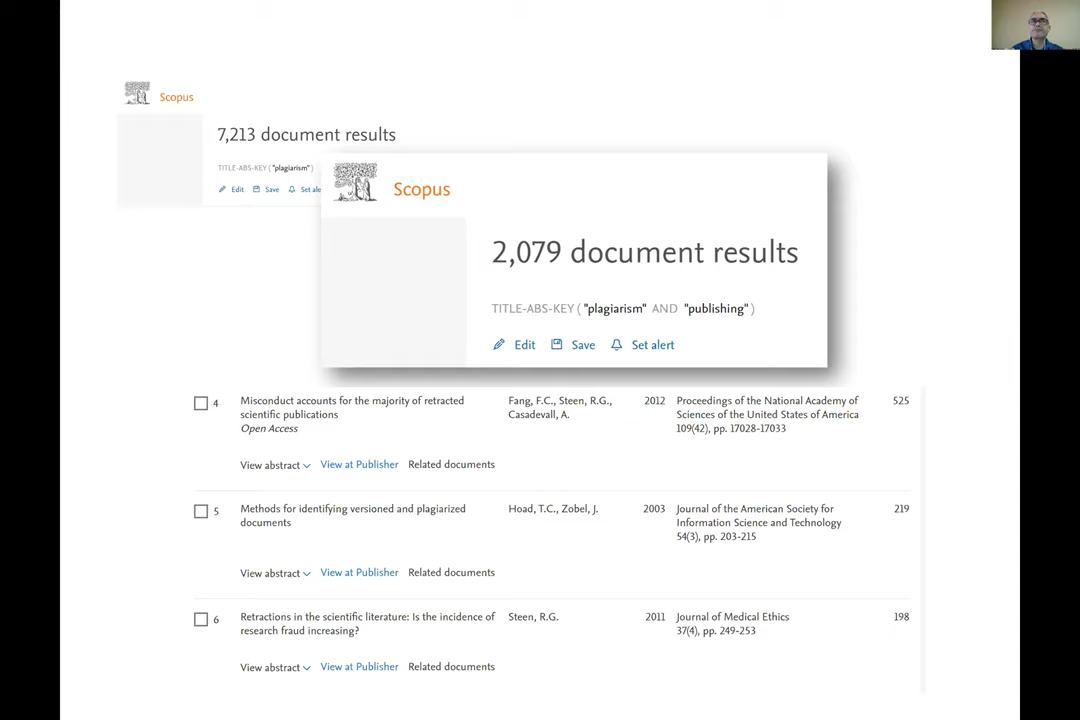 Scopus
7,213 document results
TITLE-ABS-KEY ( "plagiarism" )
Edit Save Set ale
Scopus
2,079 document results
TITLE-ABS-KEY ( "plagiarism" AND "publishing" )
Edit Save Set alert
4 Misconduct accounts for the majority of retracted Fang, F.C., Steen, R.G., 2012 Proceedings of the National Academy of 525
scientific publications Casadevall, A. Sciences of the United States of America
Open Access 109(42), pp. 17028-17033
View abstract View at Publisher Related documents
5 Methods for identifying versioned and plagiarized Hoad, T.C., Zobel, J. 2003 Journal of the American Society for 219
documents Information Science and Technology
54(3), pp. 203-215
View abstract View at Publisher Related documents
6 Retractions in the scientific literature: Is the incidence of Steen, R.G. 2011 Journal of Medical Ethics 198
research fraud increasing? 37(4), pp. 249-253
View abstract View at Publisher Related documents